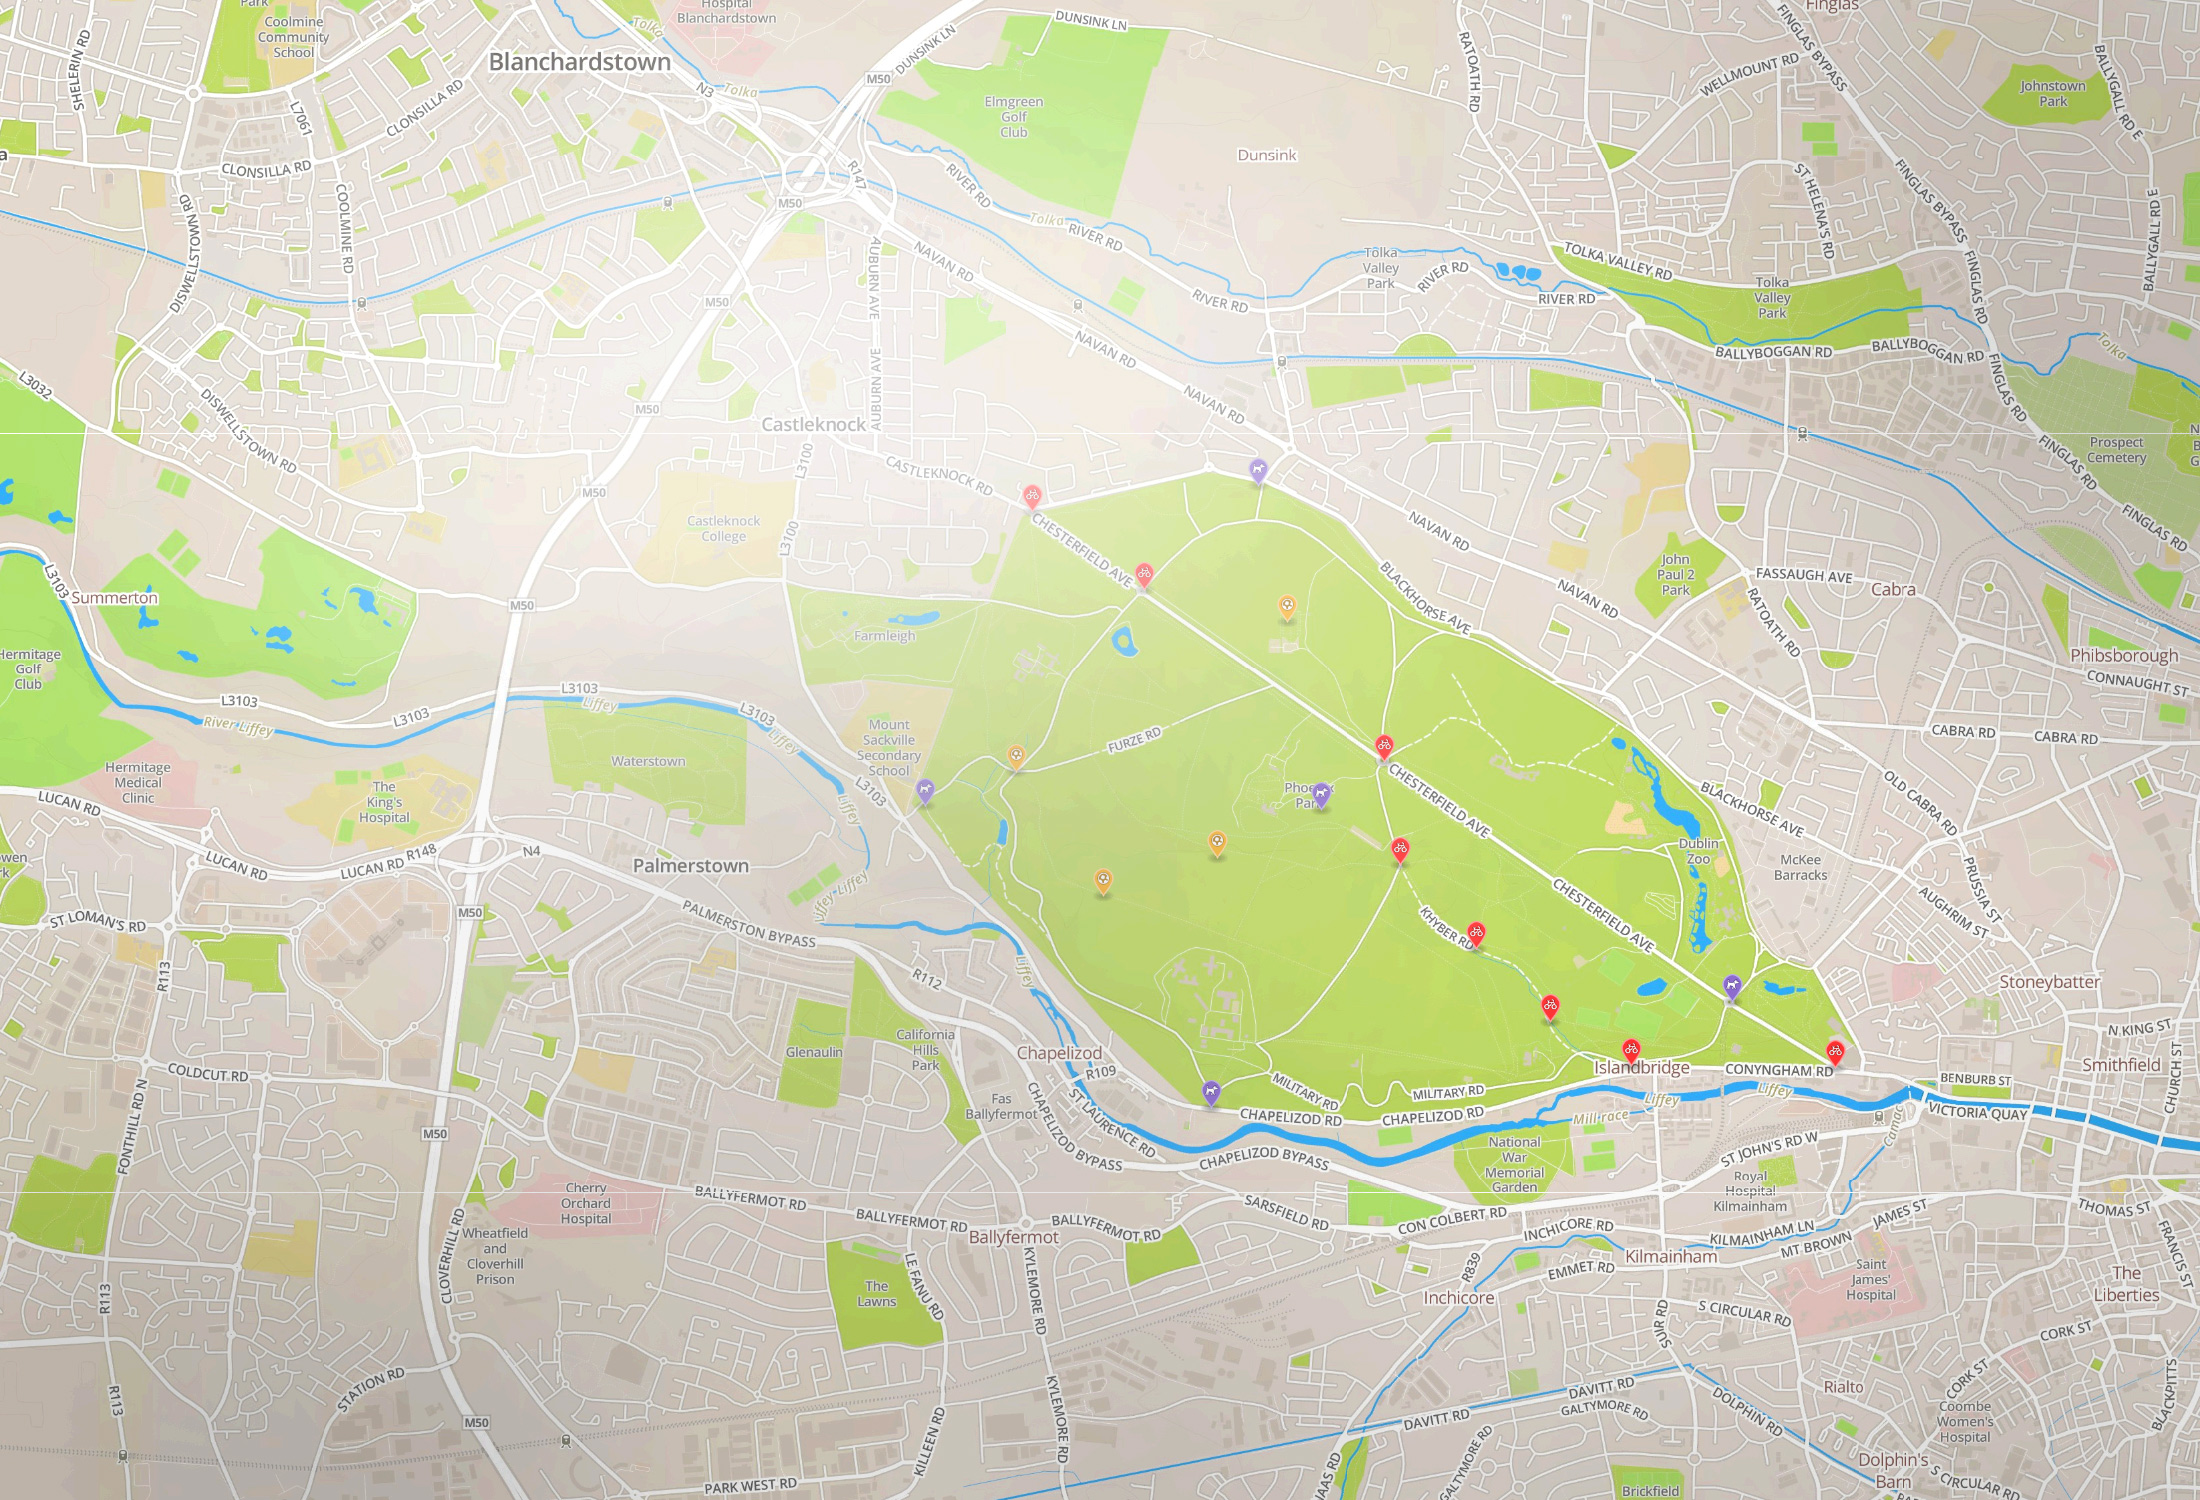 Park
Coolmine
Community
School
Hospital
Blanchardstown
Tolka
DUNSINK LN
Finglas
SHELERIN RD
Blanchardstown
M50
DUNSINK LN
RATOATH RD
FINGLAS BYPASS
WELLMOUNT RD
BALLYGALL RD E
Johnstown
Park
L7061
CLONSILLA RD
N3
Tolka
Elmgreen
Golf
Club
Dunsink
a
CLONSILLA RD
R147
M50
RIVER RD
Tolka
RIVER RD
COOLMINE RD
DISWELLSTOWN RD
ST HELENA'S RD
FINGLAS BYPASS
BALLYGALL RD E
AUBURN AVE
NAVAN RD
Tolka
Valley
Park
RIVER RD
TOLKA VALLEY RD
RIVER RD
Tolka
Valley
Park
FINGLAS RD
M50
RIVER RD
NAVAN RD
BALLYBOGGAN RD
BALLYBOGGAN RD
Tolka
L3032
AUBURN AVE
DISWELLSTOWN RD
M50
Castleknock
NAVAN RD
FINGLAS RD
FINGLAS RD
Prospect
Cemetery
N
B
G
L3100
CASTLEKNOCK RD
M50
Castleknock
College
L3100
CHESTERFIELD AVE
NAVAN RD
FINGLAS RD
L3103
Summerton
M50
BLACKHORSE AVE
NAVAN RD
John
Paul 2
Park
FASSAUGH AVE
Cabra
RATOATH RD
Farmleigh
Hermitage
Golf
Club
Phibsborough
CONNAUGHT ST
L3103
River Liffey
L3103
L3103
Liffey
L3103
Liffey
Mount
Sackville
Secondary
School
FURZE RD
CABRA RD
CABRA RD
Hermitage
Medical
Clinic
Waterstown
L3103
Liffey
Phoenix
Park
CHESTERFIELD AVE
BLACKHORSE AVE
OLD CABRA RD
LUCAN RD
The
King's
Hospital
LUCAN RD
LUCAN RD R148
N4
Palmerstown
Dublin
Zoo
McKee
Barracks
PRUSSIA ST
AUGHRIM ST
owen
rk
Liffey
Liffey
M50
ST LOMAN'S RD
PALMERSTON BYPASS
CHESTERFIELD AVE
KHYBER RD
R113
R112
Liffey
Stoneybatter
Glenaulin
California
Hills
Park
Chapelizod
R109
N KING ST
Smithfield
CHURCH ST
COLDCUT RD
Islandbridge
CONYNGHAM RD
BENBURB ST
Fas
Ballyfermot
CHAPELIZOD BYPASS
ST LAURENCE RD
MILITARY RD
MILITARY RD
CHAPELIZOD RD
CHAPELIZOD RD
Mill race
Liffey
Liffey
VICTORIA QUAY
Camac
FONTHILL RD N
M50
National
War
Memorial
Garden
ST JOHN'S RD W
CHAPELIZOD BYPASS
Royal
Hospital
Kilmainham
Cherry
Orchard
Hospital
BALLYFERMOT RD
BALLYFERMOT RD
BALLYFERMOT RD
Ballyfermot
SARSFIELD RD
CON COLBERT RD
INCHICORE RD
KILMAINHAM LN
JAMES ST
MT BROWN
THOMAS ST
FRANCIS ST
Wheatfield
and
Cloverhill
Prison
CLOVERHILL RD
R113
The
Lawns
LE FANU RD
KYLEMORE RD
R839
Inchicore
EMMET RD
Kilmainham
Saint
James'
Hospital
The
Liberties
S CIRCULAR RD
SUIR RD
CORK ST
STATION RD
R113
M50
KYLEMORE RD
KILLEEN RD
DAVITT RD
DAVITT RD
GALTYMORE RD
DOLPHIN RD
Rialto
CORK ST
Coombe
Women's
Hospital
BLACKPITTS
PARK WEST RD
NAAS RD
GALTYMORE RD
Brickfield
Dolphin's
Barn
S CIRCULAR RD